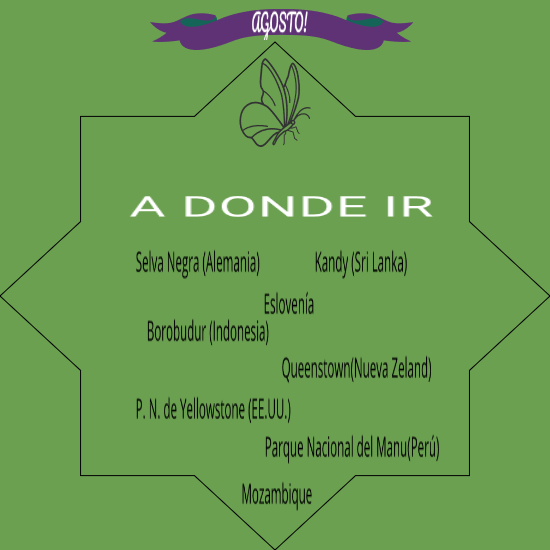 AGOSTO!
A DONDE IR
Selva Negra (Alemania)
Kandy (Sri Lanka)
Eslovenía
Borobudur (Indonesia)
Queenstown(Nueva Zeland)
P. N. de Yellowstone (EE.UU.)
Parque Nacional del Manu(Perú)
Mozambique